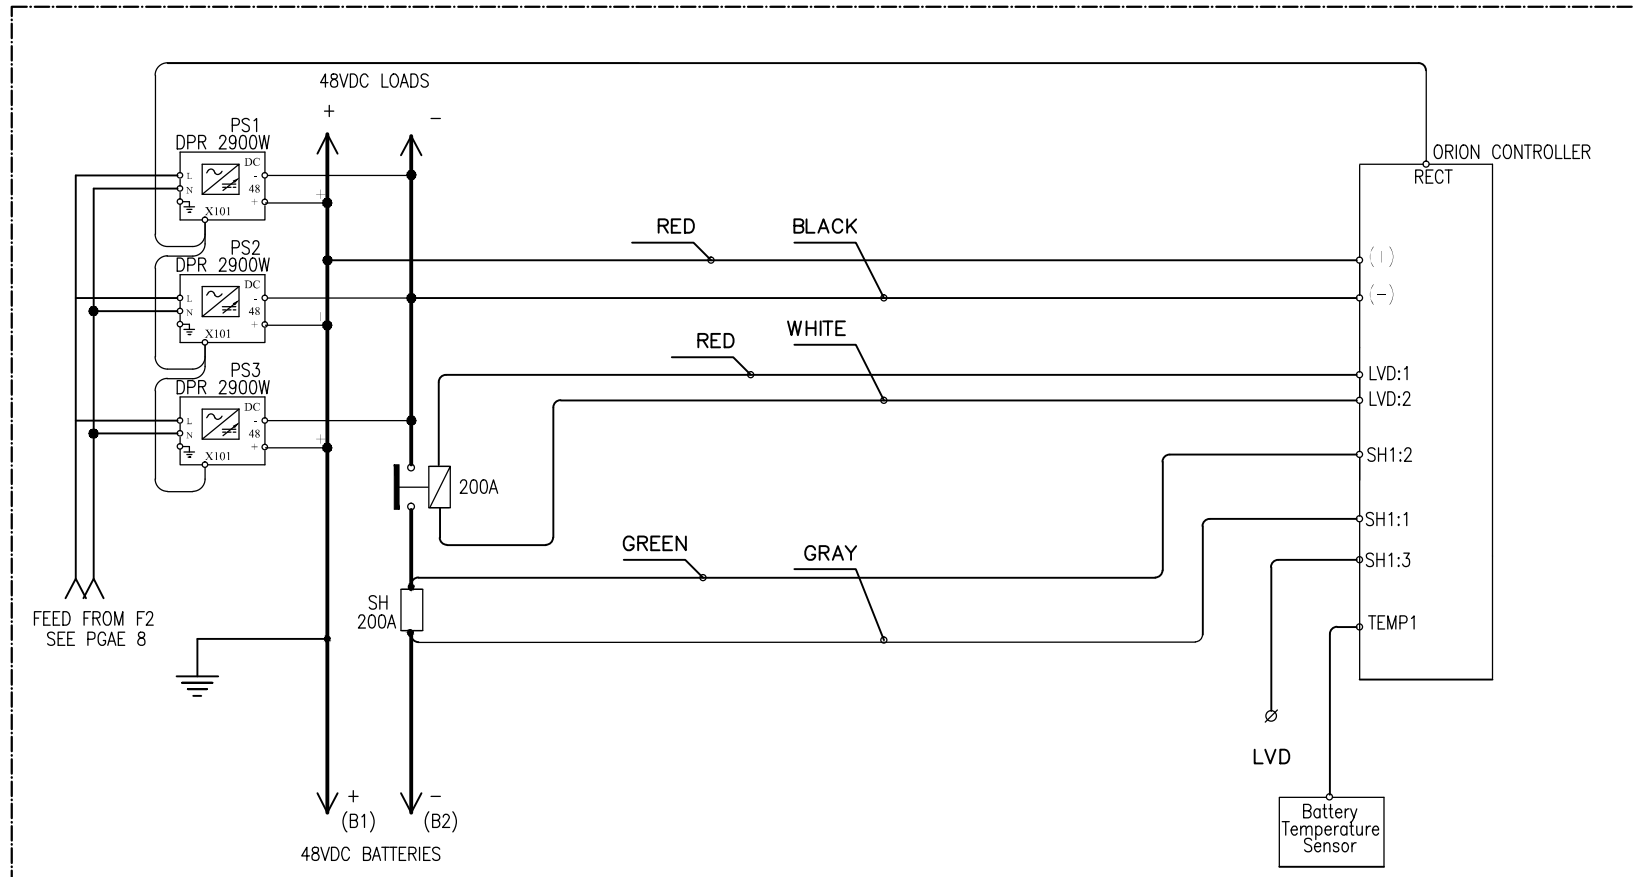 48VDC LOADS
+
-
PS1
DPR 2900W
DC
L
-
N
48
+
+
X101
PS2
DPR 2900W
DC
L
-
N
48
+
X101
PS3
DPR 2900W
DC
L
-
N
48
+
+
X101
ORION CONTROLLER
RECT
RED
BLACK
(-)
RED
WHITE
LVD:1
LVD:2
SH1:2
200A
SH1:1
GREEN
GRAY
SH1:3
SH
200A
FEED FROM F2
SEE PGAE 8
TEMP1
LVD
+
-
(B1)
(B2)
48VDC BATTERIES
Battery
Temperature
Sensor